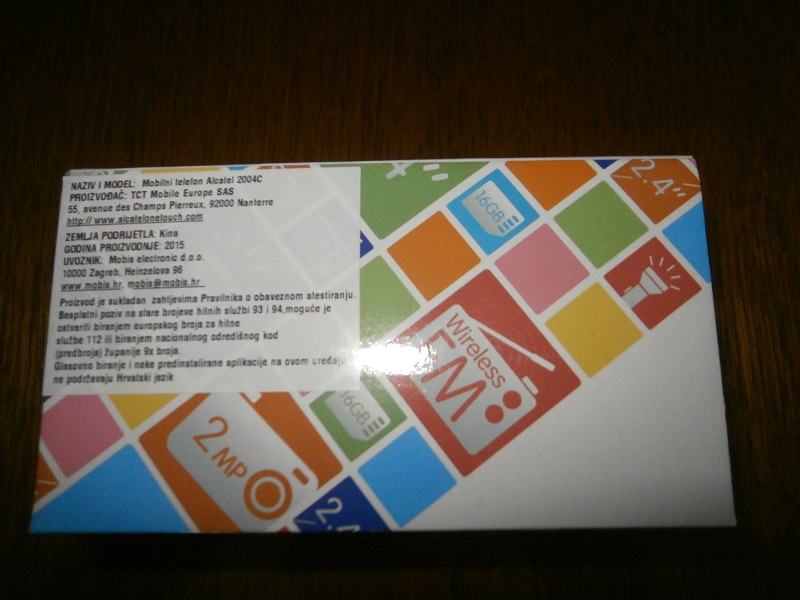 NAZIV I MODEL: Mobilni telefon Alcatel 2004C
PROIZVOĐAČ: TCT Mobile Europe SAS
55, avenue des Champs Pierreux, 92000 Nanterre
http://www.alcatelonetouch.com
ZEMLJA PODRIJETLA: Kina
GODINA PROIZVODNJE: 2015
UVOZNIK: Mobis electronic d.o.o.
10000 Zagreb, Heinzelova 96
www.mobis.hr, mobis@mobis.hr
Proizvod je sukladan zahtjevima Pravilnika o obaveznom atestiranju.
Besplatni poziv na stare brojeve hitnih službi 93 i 94,moguće je
ostvariti biranjem europskog broja za hitne
službe 112 ili biranjem nacionalnog odredišnog kod
(predbroja) županije 9x broja.
Glasovno biranje i neke predinstalirane aplikacije na ovom uređaju
ne podržavaju Hrvatski jezik
2.4"
16GB
Wireless
FM
16GB
2 MP
2.4